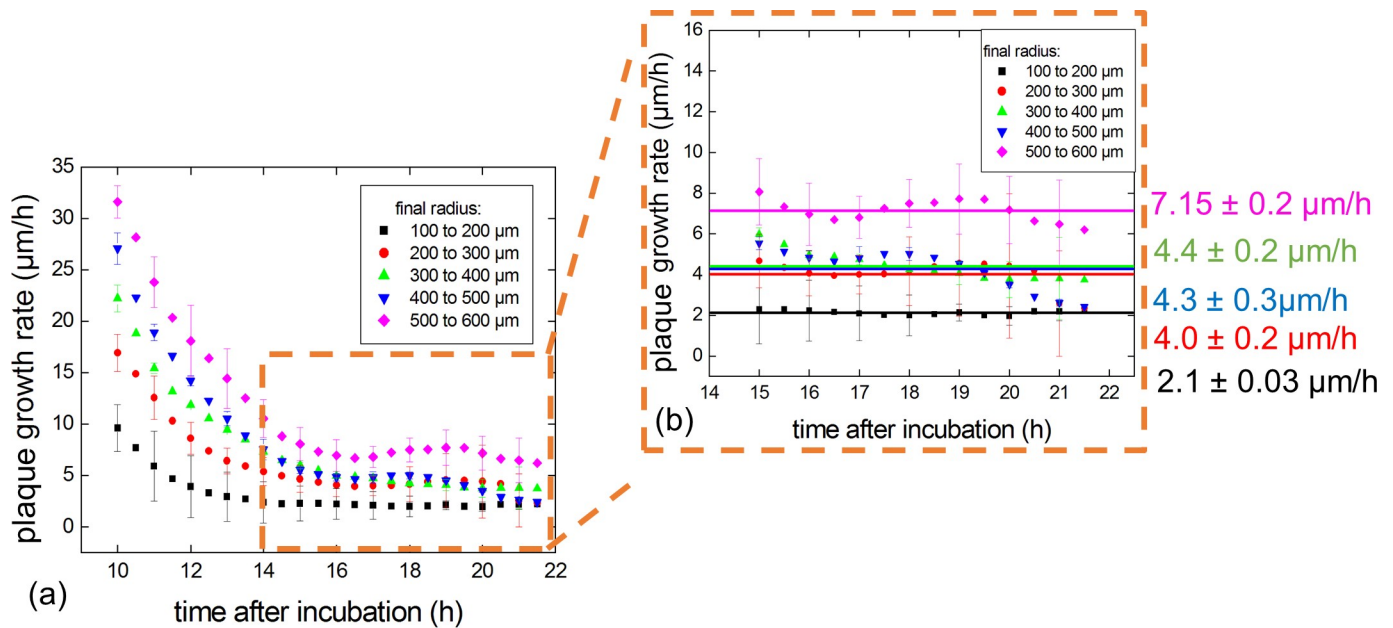 plaque growth rate (µm/h)
35
30
25
20
15
10
5
0
final radius:
100 to 200 µm
200 to 300 µm
300 to 400 µm
400 to 500 µm
500 to 600 µm
10 12 14 16 18 20 22
time after incubation (h)
(a)
plaque growth rate (µm/h)
16
14
12
10
8
6
4
2
0
final radius:
100 to 200 µm
200 to 300 µm
300 to 400 µm
400 to 500 µm
500 to 600 µm
14 15 16 17 18 19 20 21 22
time after incubation (h)
(b)
7.15 ± 0.2 µm/h
4.4 ± 0.2 µm/h
4.3 ± 0.3µm/h
4.0 ± 0.2 µm/h
2.1 ± 0.03 µm/h